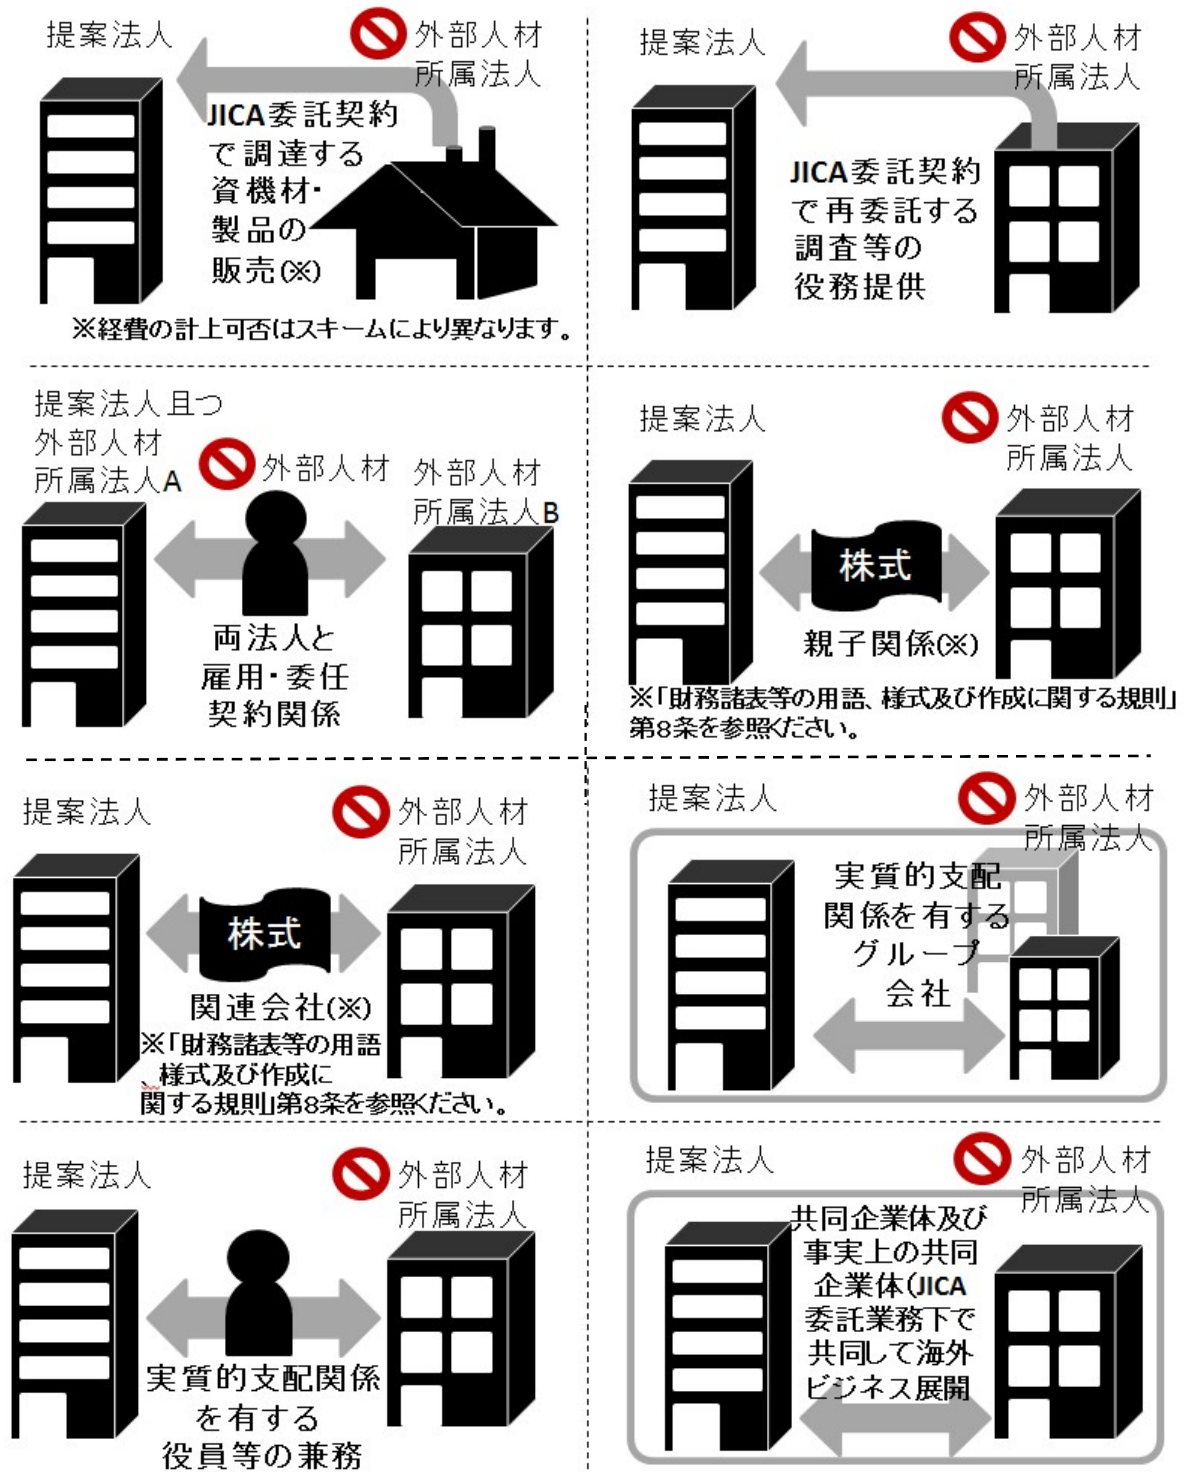 提案法人
外部人材
所属法人
JICA委託契約
で調達する
資機材・
製品の
販売(※)
※経費の計上可否はスキームにより異なります。
提案法人
外部人材
所属法人
JICA委託契約
で再委託する
調査等の
役務提供
提案法人且つ
外部人材
所属法人A
外部人材
外部人材
所属法人B
両法人と
雇用・委任
契約関係
提案法人
外部人材
所属法人
株式
親子関係(※)
※「財務諸表等の用語、様式及び作成に関する規則」
第8条を参照ください。
提案法人
外部人材
所属法人
株式
関連会社(※)
※「財務諸表等の用語
、様式及び作成に
関する規則」第8条を参照ください。
提案法人
外部人材
所属法人
実質的支配
関係を有する
グループ
会社
提案法人
外部人材
所属法人
実質的支配関係
を有する
役員等の兼務
提案法人
外部人材
所属法人
共同企業体及び
事実上の共同
企業体(JICA
委託業務下で
共同して海外
ビジネス展開